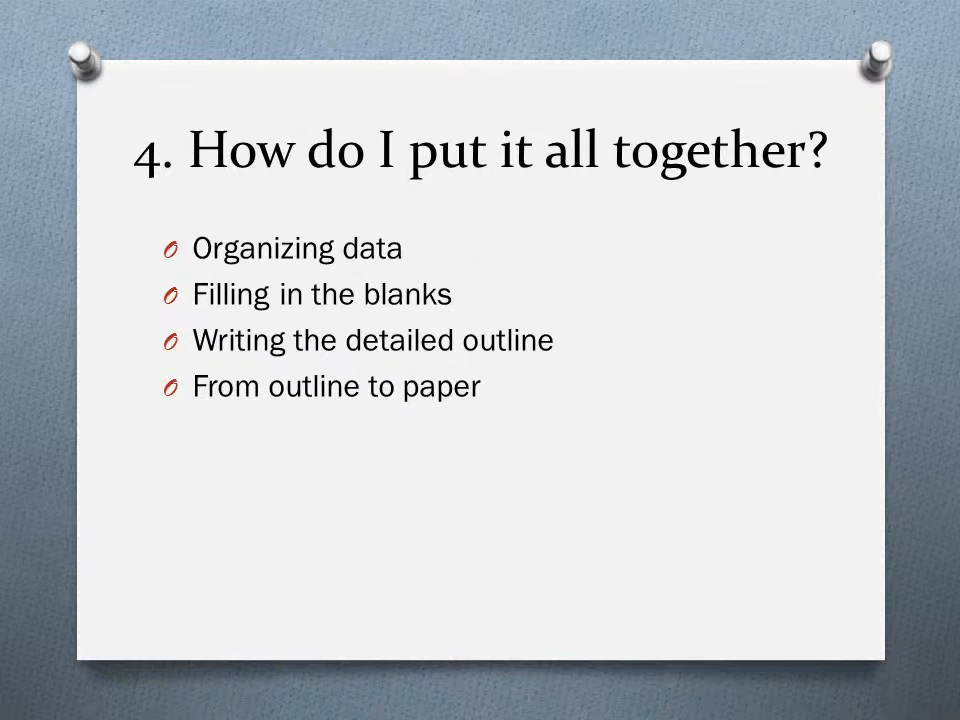 4. How do I put it all together?
Organizing data
Filling in the blanks
Writing the detailed outline
From outline to paper